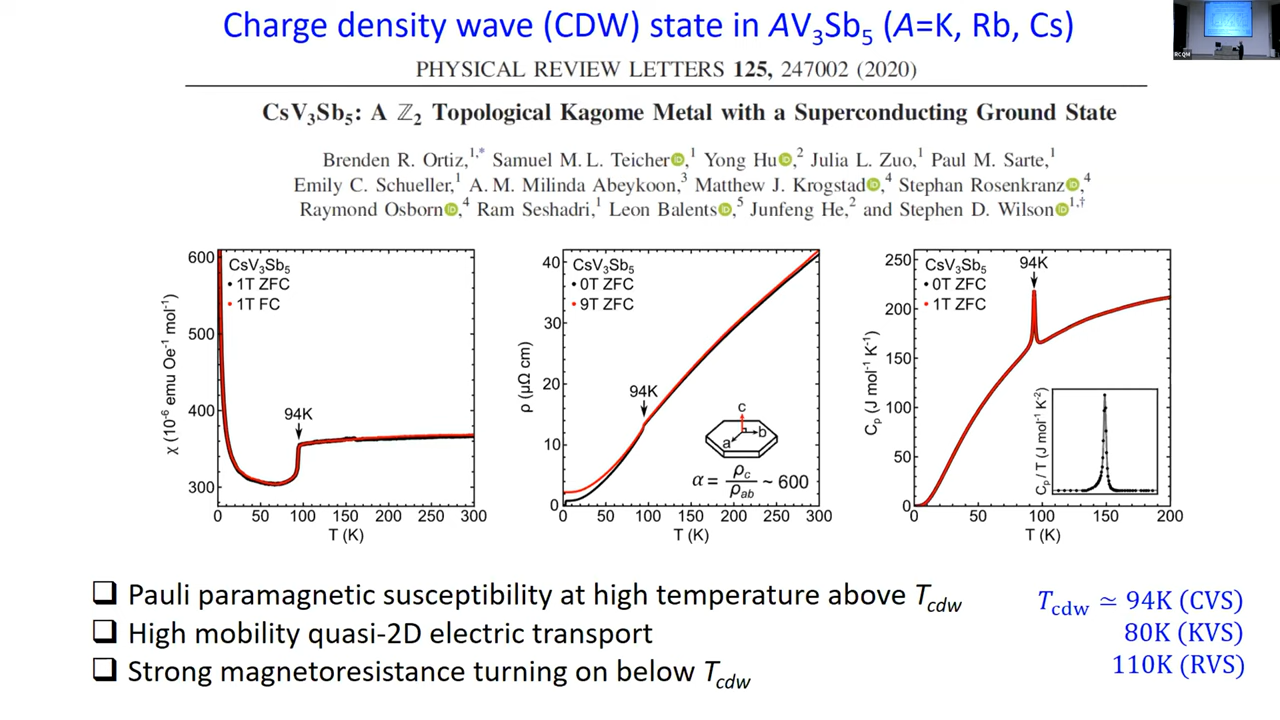 Charge density wave (CDW) state in AV₃Sb₅ (A=K, Rb, Cs)
RCQM
PHYSICAL REVIEW LETTERS 125, 247002 (2020)
CsV₃Sb₅: A ℤ₂ Topological Kagome Metal with a Superconducting Ground State
Brenden R. Ortiz,¹,* Samuel M. L. Teicher,¹ Yong Hu,² Julia L. Zuo,¹ Paul M. Sarte,¹
Emily C. Schueller,¹ A. M. Milinda Abeykoon,³ Matthew J. Krogstad,⁴ Stephan Rosenkranz,⁴
Raymond Osborn,⁴ Ram Seshadri,¹ Leon Balents,⁵ Junfeng He,² and Stephen D. Wilson¹,†
600
500
400
300
χ (10⁻⁶ emu Oe⁻¹ mol⁻¹)
CsV₃Sb₅
• 1T ZFC
• 1T FC
94K
0 50 100 150 200 250 300
T (K)
40
30
20
10
0
ρ (μΩ cm)
CsV₃Sb₅
• 0T ZFC
• 9T ZFC
94K
c
a b
α = ρc/ρab ~ 600
0 50 100 150 200 250 300
T (K)
250
200
150
100
50
0
Cₚ (J mol⁻¹ K⁻¹)
CsV₃Sb₅
• 0T ZFC
• 1T ZFC
94K
Cₚ / T (J mol⁻¹ K⁻²)
0 50 100 150 200
T (K)
❑ Pauli paramagnetic susceptibility at high temperature above Tcdw
❑ High mobility quasi-2D electric transport
❑ Strong magnetoresistance turning on below Tcdw
Tcdw ≃ 94K (CVS)
80K (KVS)
110K (RVS)